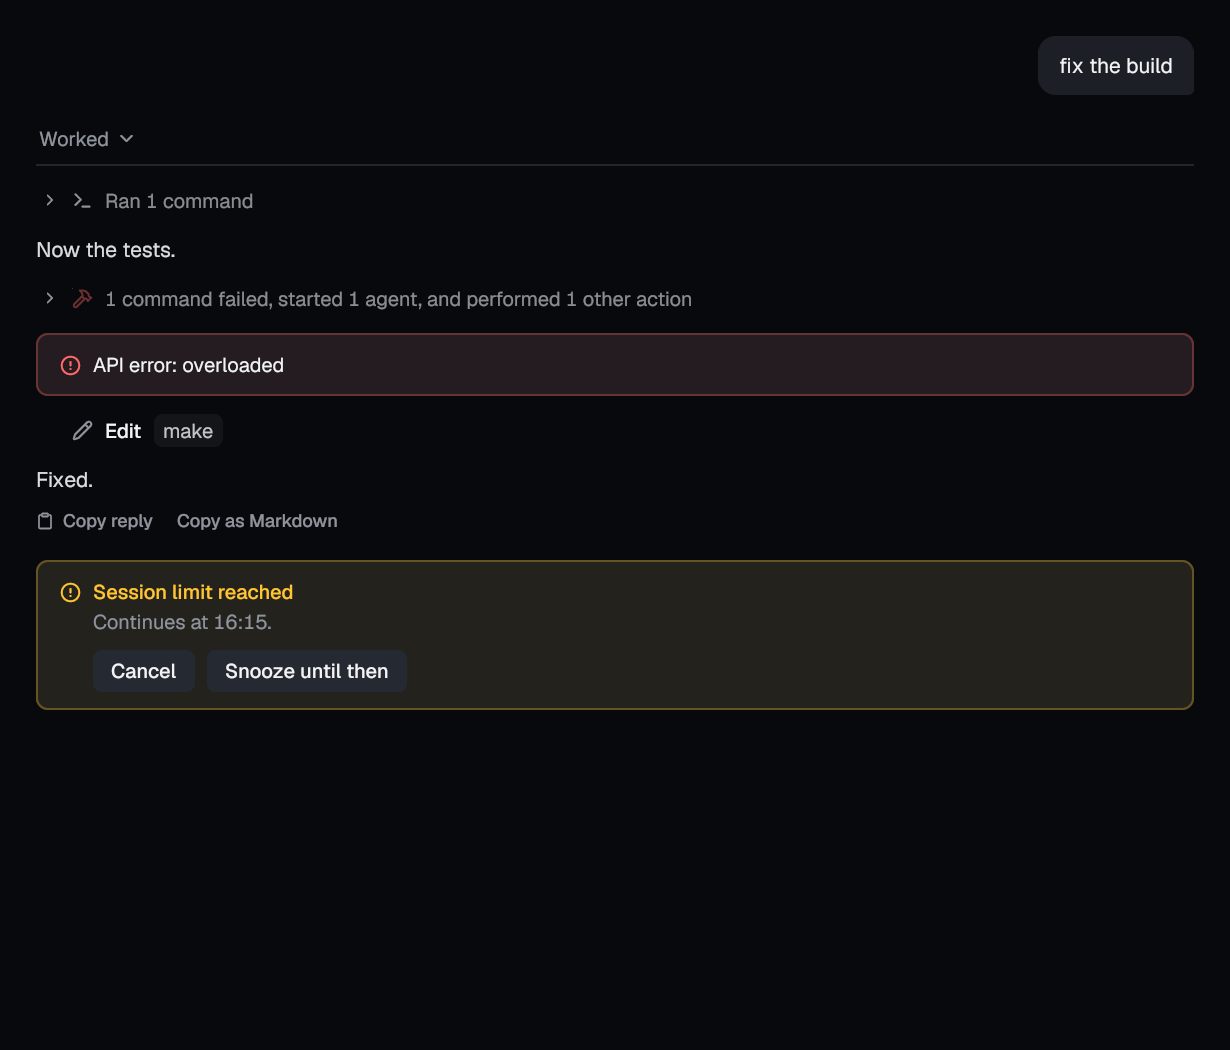 fix the build
Worked
Ran 1 command
Now the tests.
1 command failed, started 1 agent, and performed 1 other action
API error: overloaded
Edit make
Fixed.
Copy reply Copy as Markdown
Session limit reached
Continues at 16:15.
Cancel Snooze until then